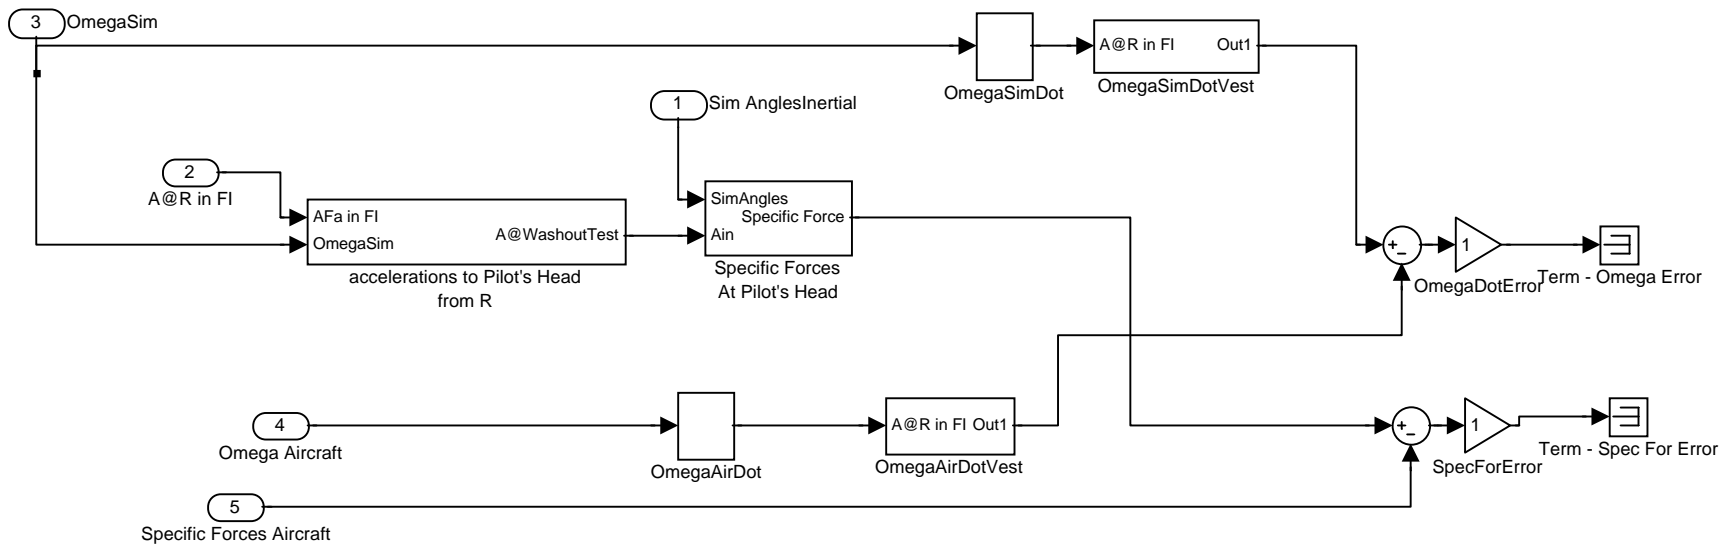 3 OmegaSim
OmegaSimDot
A@R in FI Out1
OmegaSimDotVest
1 Sim AnglesInertial
2
A@R in FI
AFa in FI
OmegaSim
A@WashoutTest
accelerations to Pilot's Head
from R
SimAngles
Specific Force
Ain
Specific Forces
At Pilot's Head
+
−
1
OmegaDotError
Term - Omega Error
4
Omega Aircraft
OmegaAirDot
A@R in FI Out1
OmegaAirDotVest
+
−
1
SpecForError
Term - Spec For Error
5
Specific Forces Aircraft